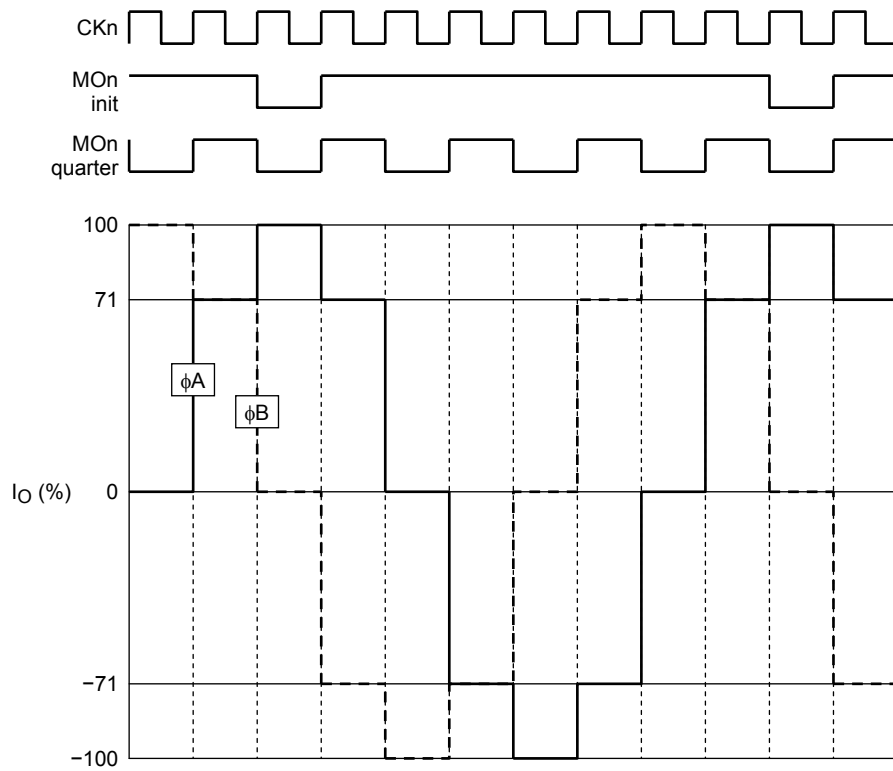 CKn
MOn
init
MOn
quarter
100
71
ϕA
ϕB
IO (%)
0
−71
−100